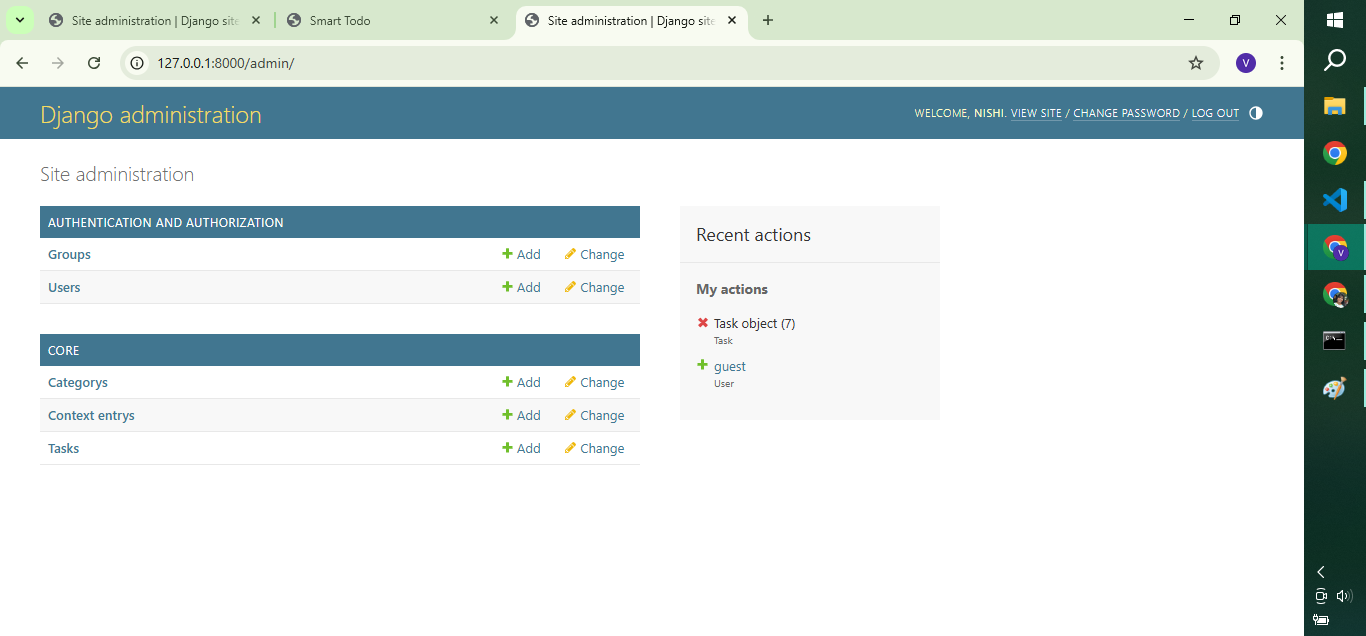 Site administration | Django site
Smart Todo
Site administration | Django site
127.0.0.1:8000/admin/
V
Django administration
WELCOME, NISHI. VIEW SITE / CHANGE PASSWORD / LOG OUT
Site administration
AUTHENTICATION AND AUTHORIZATION
Groups Add Change
Users Add Change
CORE
Categorys Add Change
Context entrys Add Change
Tasks Add Change
Recent actions
My actions
Task object (7)
Task
guest
User
V